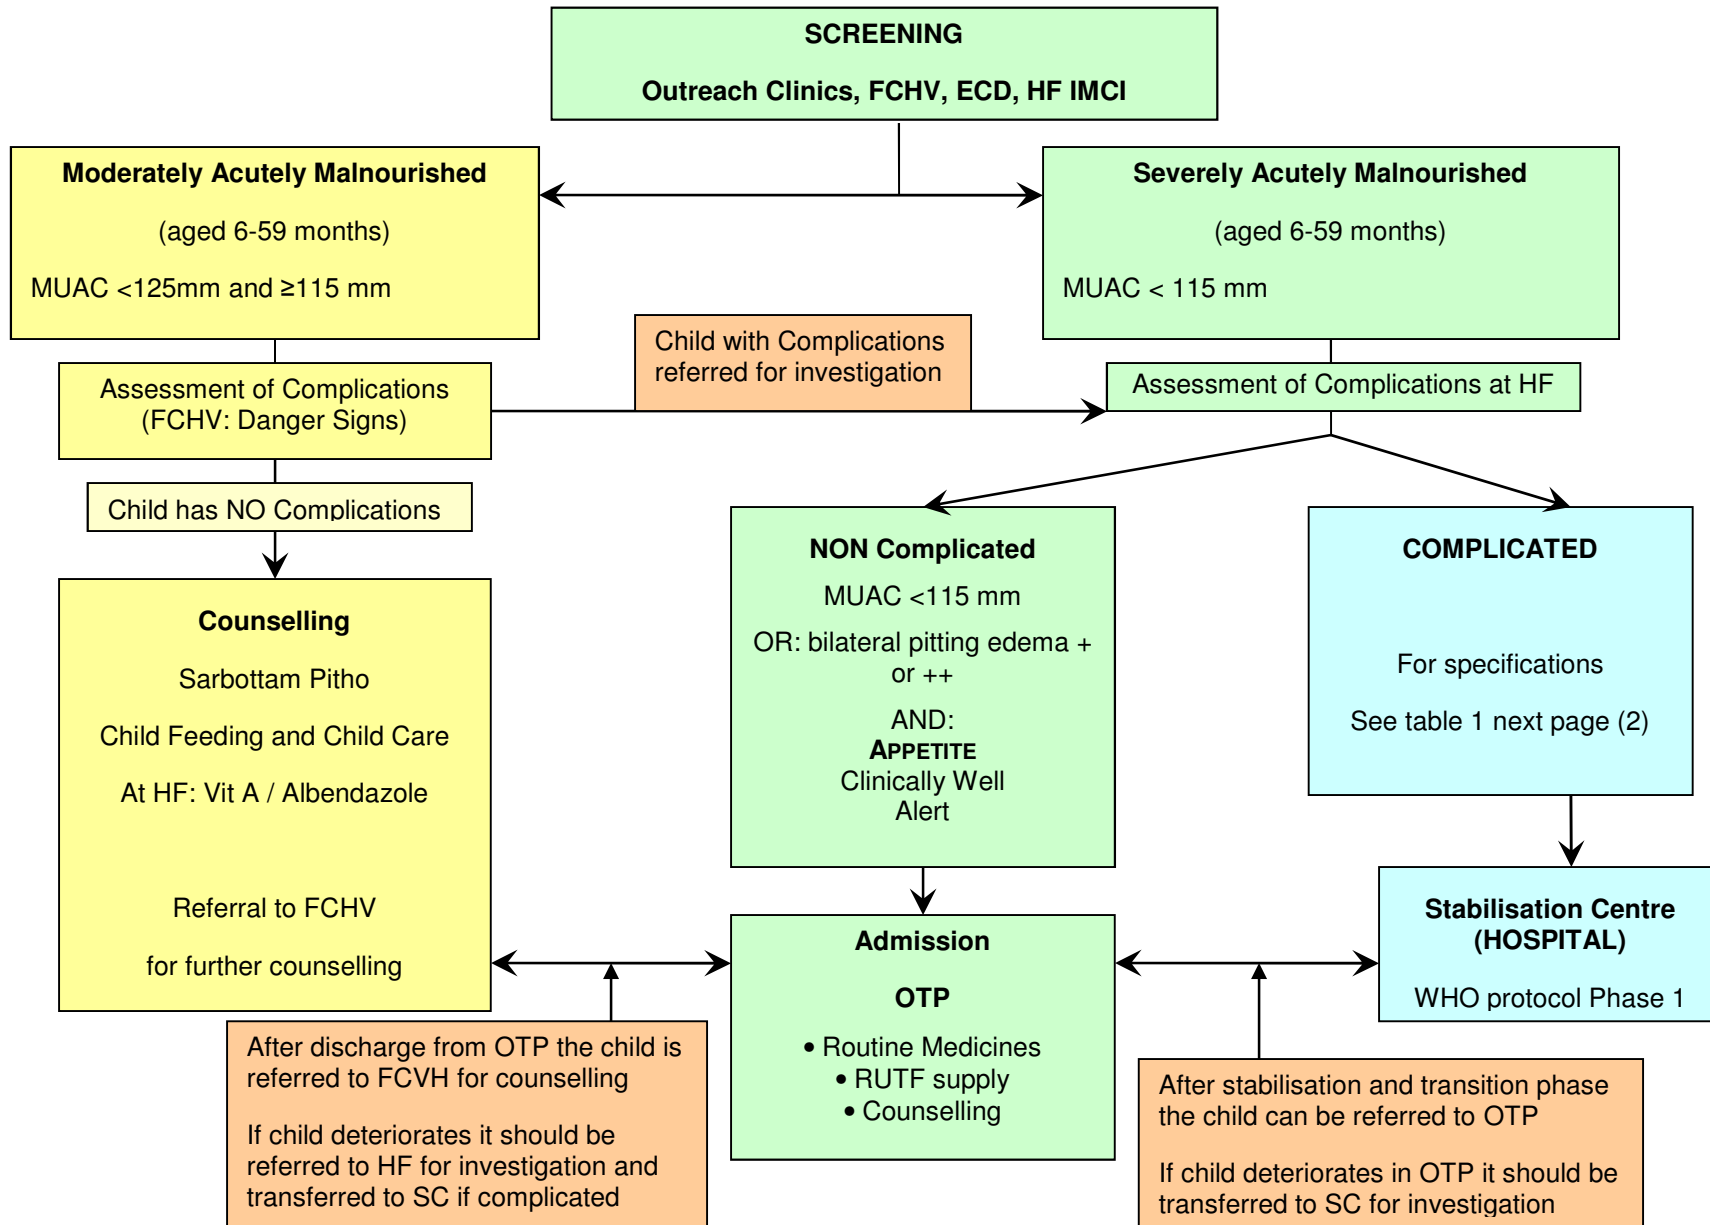 SCREENING
Outreach Clinics, FCHV, ECD, HF IMCI
Moderately Acutely Malnourished
(aged 6-59 months)
MUAC <125mm and ≥115 mm
Severely Acutely Malnourished
(aged 6-59 months)
MUAC < 115 mm
Child with Complications
referred for investigation
Assessment of Complications
(FCHV: Danger Signs)
Assessment of Complications at HF
Child has NO Complications
Counselling
Sarbottam Pitho
Child Feeding and Child Care
At HF: Vit A / Albendazole
Referral to FCHV
for further counselling
NON Complicated
MUAC <115 mm
OR: bilateral pitting edema +
or ++
AND:
APPETITE
Clinically Well
Alert
COMPLICATED
For specifications
See table 1 next page (2)
Admission
OTP
• Routine Medicines
• RUTF supply
• Counselling
Stabilisation Centre
(HOSPITAL)
WHO protocol Phase 1
After discharge from OTP the child is
referred to FCVH for counselling
If child deteriorates it should be
referred to HF for investigation and
transferred to SC if complicated
After stabilisation and transition phase
the child can be referred to OTP
If child deteriorates in OTP it should be
transferred to SC for investigation